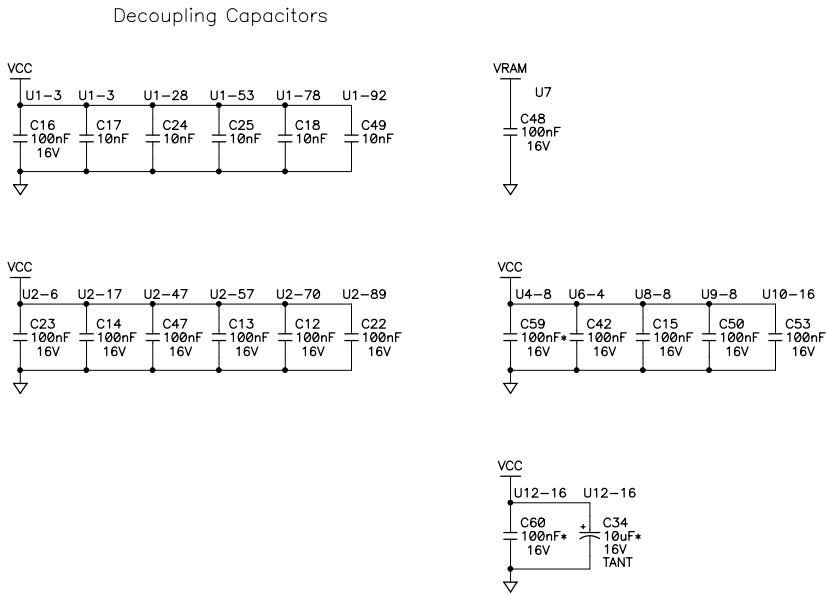 Decoupling Capacitors
VCC
U1-3 U1-3 U1-28 U1-53 U1-78 U1-92
C16 C17 C24 C25 C18 C49
100nF 10nF 10nF 10nF 10nF 10nF
16V
VRAM
U7
C48
100nF
16V
VCC
U2-6 U2-17 U2-47 U2-57 U2-70 U2-89
C23 C14 C47 C13 C12 C22
100nF 100nF 100nF 100nF 100nF 100nF
16V 16V 16V 16V 16V 16V
VCC
U4-8 U6-4 U8-8 U9-8 U10-16
C59 C42 C15 C50 C53
100nF* 100nF 100nF 100nF 100nF
16V 16V 16V 16V 16V
VCC
U12-16 U12-16
C60 + C34
100nF* 10uF*
16V 16V
TANT